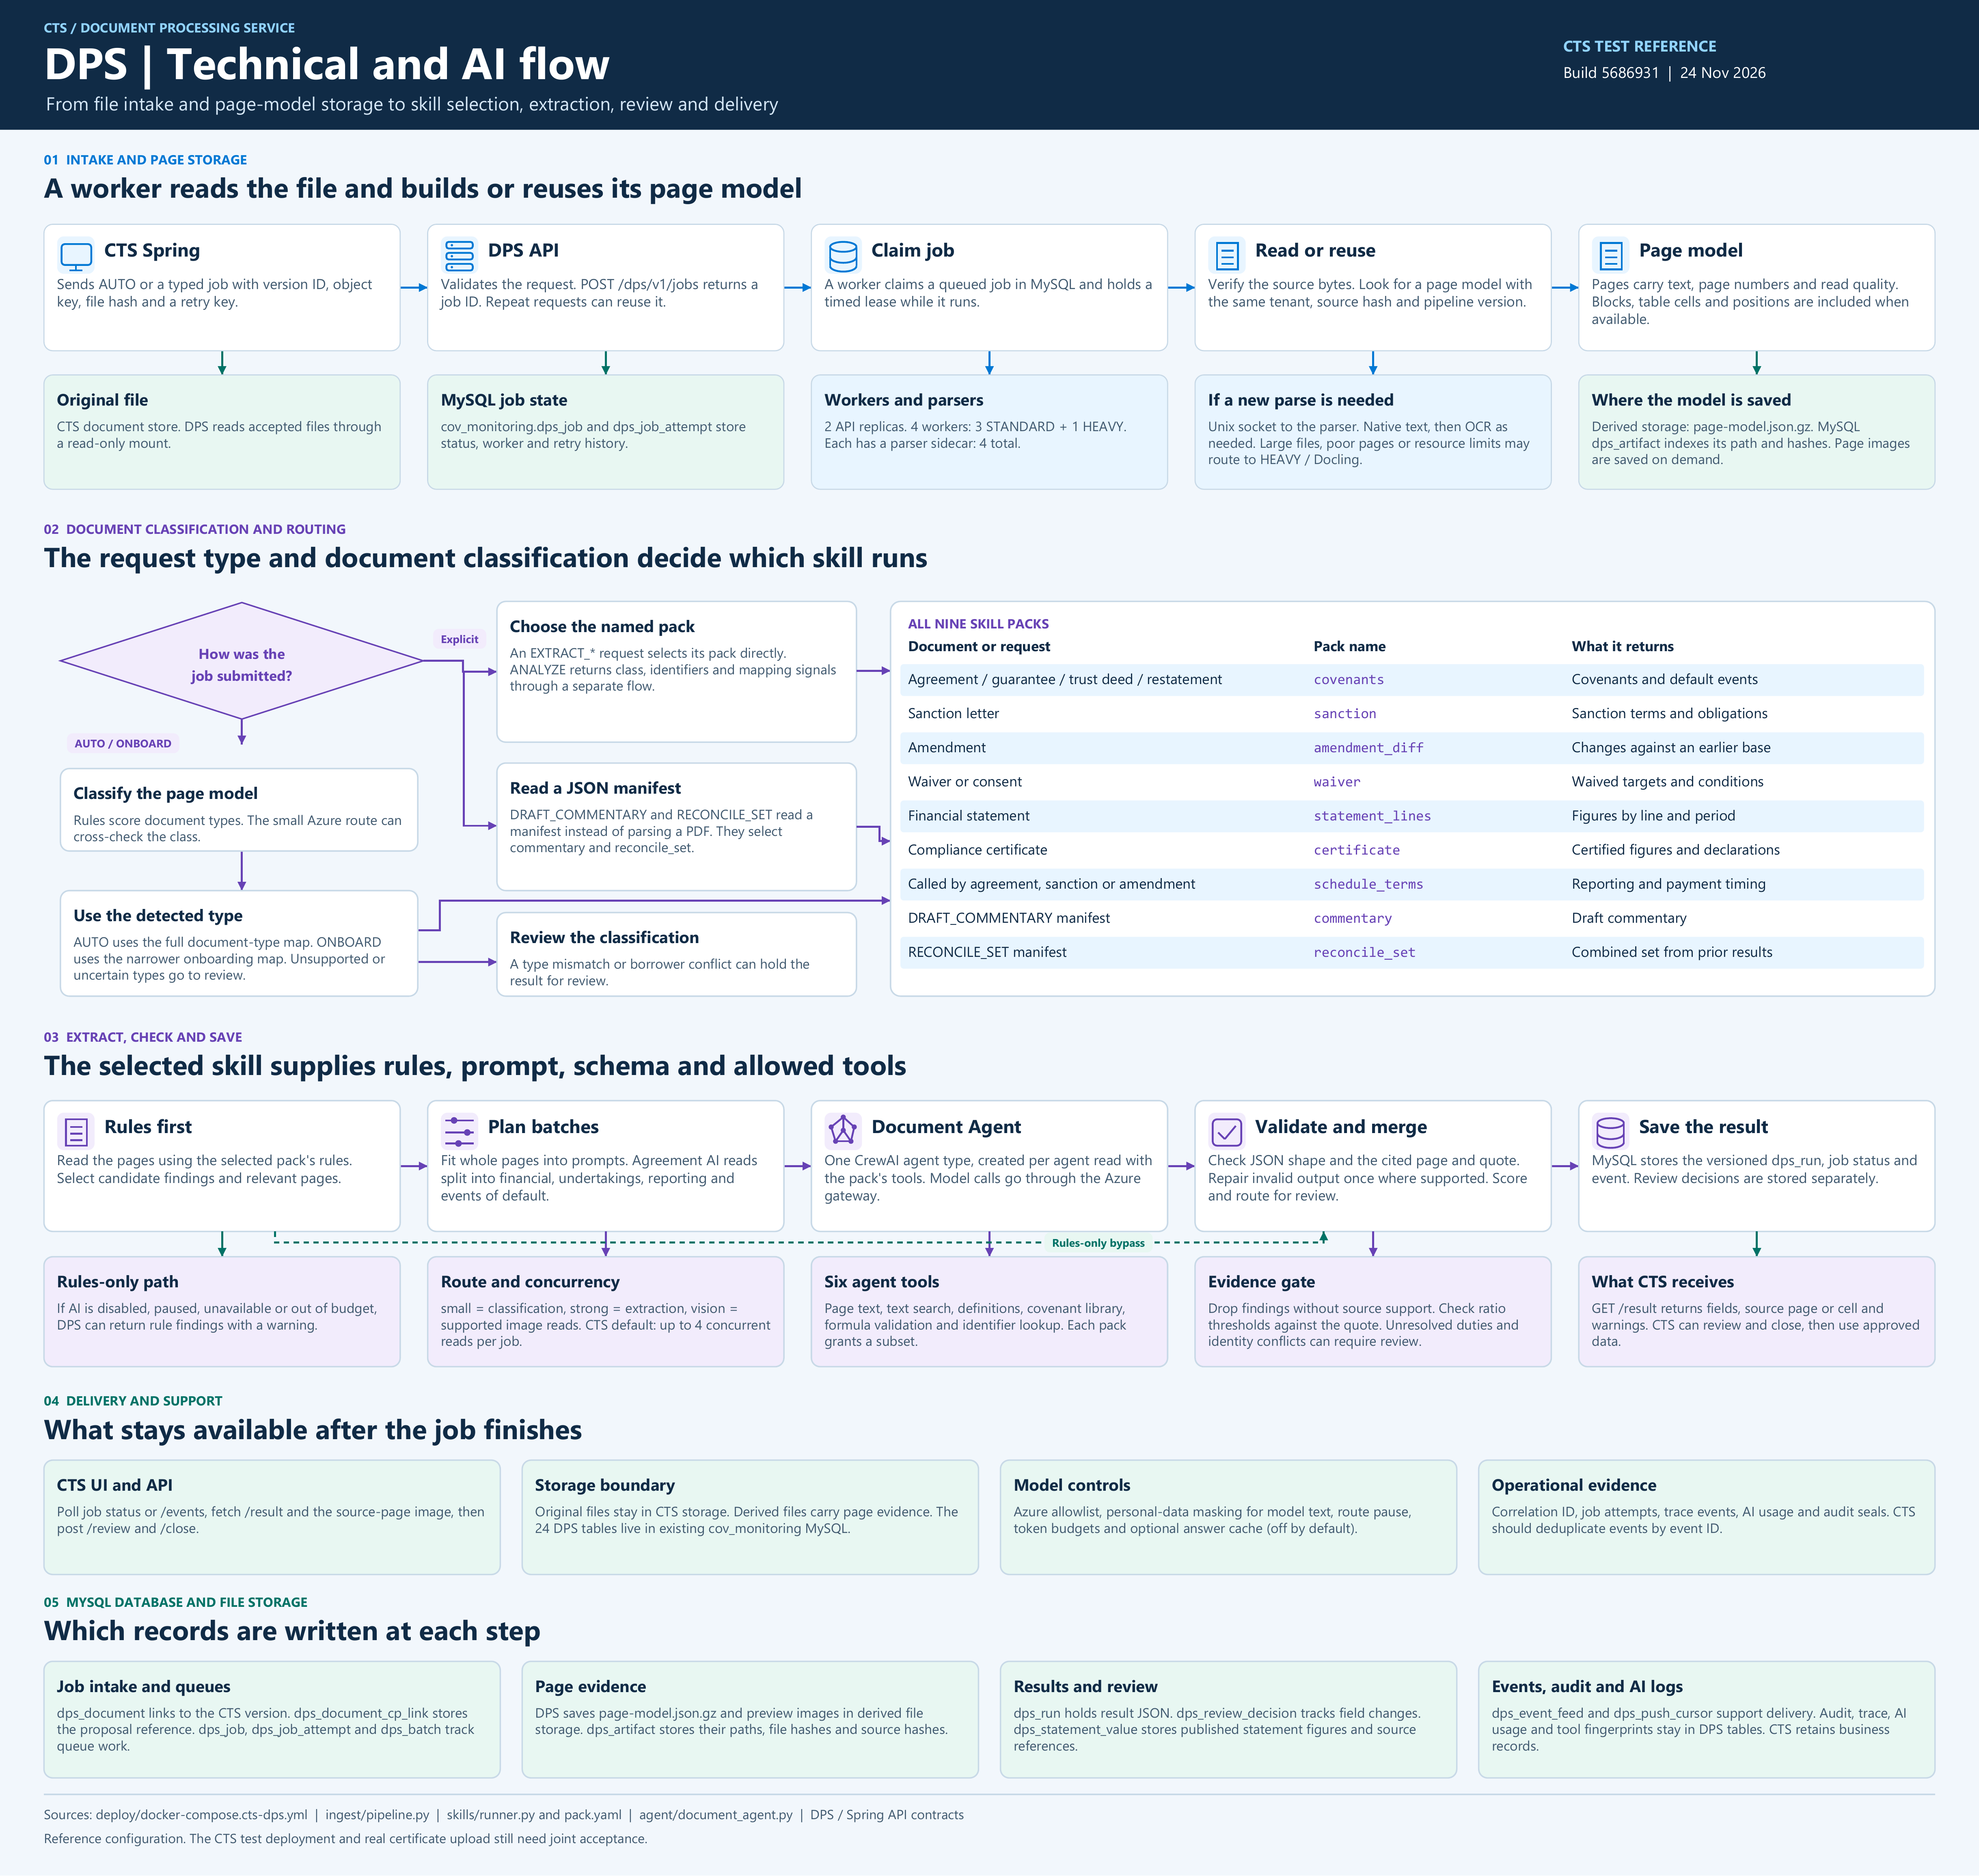 CTS / DOCUMENT PROCESSING SERVICE
DPS | Technical and AI flow
From file intake and page-model storage to skill selection, extraction, review and delivery
CTS TEST REFERENCE
Build 5686931 | 24 Nov 2026
01 INTAKE AND PAGE STORAGE
A worker reads the file and builds or reuses its page model
CTS Spring
Sends AUTO or a typed job with version ID, object
key, file hash and a retry key.
DPS API
Validates the request. POST /dps/v1/jobs returns a
job ID. Repeat requests can reuse it.
Claim job
A worker claims a queued job in MySQL and holds a
timed lease while it runs.
Read or reuse
Verify the source bytes. Look for a page model with
the same tenant, source hash and pipeline version.
Page model
Pages carry text, page numbers and read quality.
Blocks, table cells and positions are included when
available.
Original file
CTS document store. DPS reads accepted files through
a read-only mount.
MySQL job state
cov_monitoring.dps_job and dps_job_attempt store
status, worker and retry history.
Workers and parsers
2 API replicas. 4 workers: 3 STANDARD + 1 HEAVY.
Each has a parser sidecar: 4 total.
If a new parse is needed
Unix socket to the parser. Native text, then OCR as
needed. Large files, poor pages or resource limits may
route to HEAVY / Docling.
Where the model is saved
Derived storage: page-model.json.gz. MySQL
dps_artifact indexes its path and hashes. Page images
are saved on demand.
02 DOCUMENT CLASSIFICATION AND ROUTING
The request type and document classification decide which skill runs
How was the
job submitted?
Explicit
AUTO / ONBOARD
Classify the page model
Rules score document types. The small Azure route can
cross-check the class.
Use the detected type
AUTO uses the full document-type map. ONBOARD
uses the narrower onboarding map. Unsupported or
uncertain types go to review.
Choose the named pack
An EXTRACT_* request selects its pack directly.
ANALYZE returns class, identifiers and mapping signals
through a separate flow.
Read a JSON manifest
DRAFT_COMMENTARY and RECONCILE_SET read a
manifest instead of parsing a PDF. They select
commentary and reconcile_set.
Review the classification
A type mismatch or borrower conflict can hold the
result for review.
ALL NINE SKILL PACKS
Document or request Pack name What it returns
Agreement / guarantee / trust deed / restatement covenants Covenants and default events
Sanction letter sanction Sanction terms and obligations
Amendment amendment_diff Changes against an earlier base
Waiver or consent waiver Waived targets and conditions
Financial statement statement_lines Figures by line and period
Compliance certificate certificate Certified figures and declarations
Called by agreement, sanction or amendment schedule_terms Reporting and payment timing
DRAFT_COMMENTARY manifest commentary Draft commentary
RECONCILE_SET manifest reconcile_set Combined set from prior results
03 EXTRACT, CHECK AND SAVE
The selected skill supplies rules, prompt, schema and allowed tools
Rules first
Read the pages using the selected pack's rules.
Select candidate findings and relevant pages.
Plan batches
Fit whole pages into prompts. Agreement AI reads
split into financial, undertakings, reporting and
events of default.
Document Agent
One CrewAI agent type, created per agent read with
the pack's tools. Model calls go through the Azure
gateway.
Validate and merge
Check JSON shape and the cited page and quote.
Repair invalid output once where supported. Score
and route for review.
Save the result
MySQL stores the versioned dps_run, job status and
event. Review decisions are stored separately.
Rules-only bypass
Rules-only path
If AI is disabled, paused, unavailable or out of budget,
DPS can return rule findings with a warning.
Route and concurrency
small = classification, strong = extraction, vision =
supported image reads. CTS default: up to 4 concurrent
reads per job.
Six agent tools
Page text, text search, definitions, covenant library,
formula validation and identifier lookup. Each pack
grants a subset.
Evidence gate
Drop findings without source support. Check ratio
thresholds against the quote. Unresolved duties and
identity conflicts can require review.
What CTS receives
GET /result returns fields, source page or cell and
warnings. CTS can review and close, then use approved
data.
04 DELIVERY AND SUPPORT
What stays available after the job finishes
CTS UI and API
Poll job status or /events, fetch /result and the source-page image, then
post /review and /close.
Storage boundary
Original files stay in CTS storage. Derived files carry page evidence. The
24 DPS tables live in existing cov_monitoring MySQL.
Model controls
Azure allowlist, personal-data masking for model text, route pause,
token budgets and optional answer cache (off by default).
Operational evidence
Correlation ID, job attempts, trace events, AI usage and audit seals. CTS
should deduplicate events by event ID.
05 MYSQL DATABASE AND FILE STORAGE
Which records are written at each step
Job intake and queues
dps_document links to the CTS version. dps_document_cp_link stores
the proposal reference. dps_job, dps_job_attempt and dps_batch track
queue work.
Page evidence
DPS saves page-model.json.gz and preview images in derived file
storage. dps_artifact stores their paths, file hashes and source hashes.
Results and review
dps_run holds result JSON. dps_review_decision tracks field changes.
dps_statement_value stores published statement figures and source
references.
Events, audit and AI logs
dps_event_feed and dps_push_cursor support delivery. Audit, trace, AI
usage and tool fingerprints stay in DPS tables. CTS retains business
records.
Sources: deploy/docker-compose.cts-dps.yml | ingest/pipeline.py | skills/runner.py and pack.yaml | agent/document_agent.py | DPS / Spring API contracts
Reference configuration. The CTS test deployment and real certificate upload still need joint acceptance.